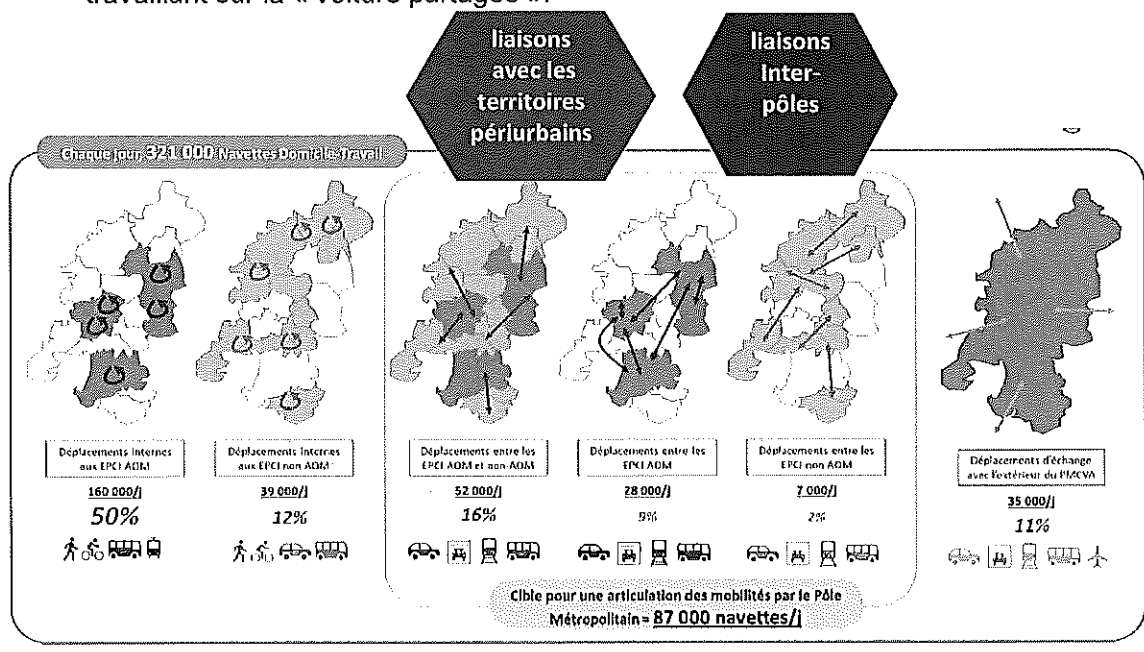 travaillant sur la « voiture partagée ».
liaisons
avec les
territoires
périurbains
liaisons
Inter-
pôles
Chaque jour 321 000 Navettes Domicile-Travail
Déplacements Internes
aux EPCI AOM
160 000/j
50%
Déplacements Internes
aux EPCI non AOM
39 000/j
12%
Déplacements entre les
EPCI AOM et non-AOM
52 000/j
16%
Déplacements entre les
EPCI AOM
28 000/j
9%
Déplacements entre les
EPCI non AOM
7 000/j
2%
Déplacements d'échange
avec l'extérieur du PMCVA
35 000/j
11%
Cible pour une articulation des mobilités par le Pôle
Métropolitain = 87 000 navettes/j